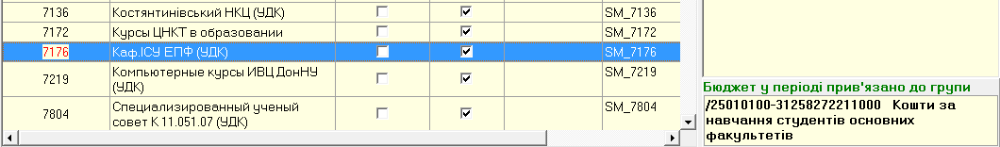 7136 Костянтинівський НКЦ (УДК) SM_7136
7172 Курсы ЦНКТ в образовании SM_7172
7176 Каф.ІСУ ЕПФ (УДК) SM_7176
7219 Компьютерные курсы ИВЦ ДонНУ (УДК) SM_7219
7804 Специализированный ученый совет К 11.051.07 (УДК) SM_7804
Бюджет у періоді прив'язано до групи
/25010100-31258272211000 Кошти за
навчання студентів основних
факультетів